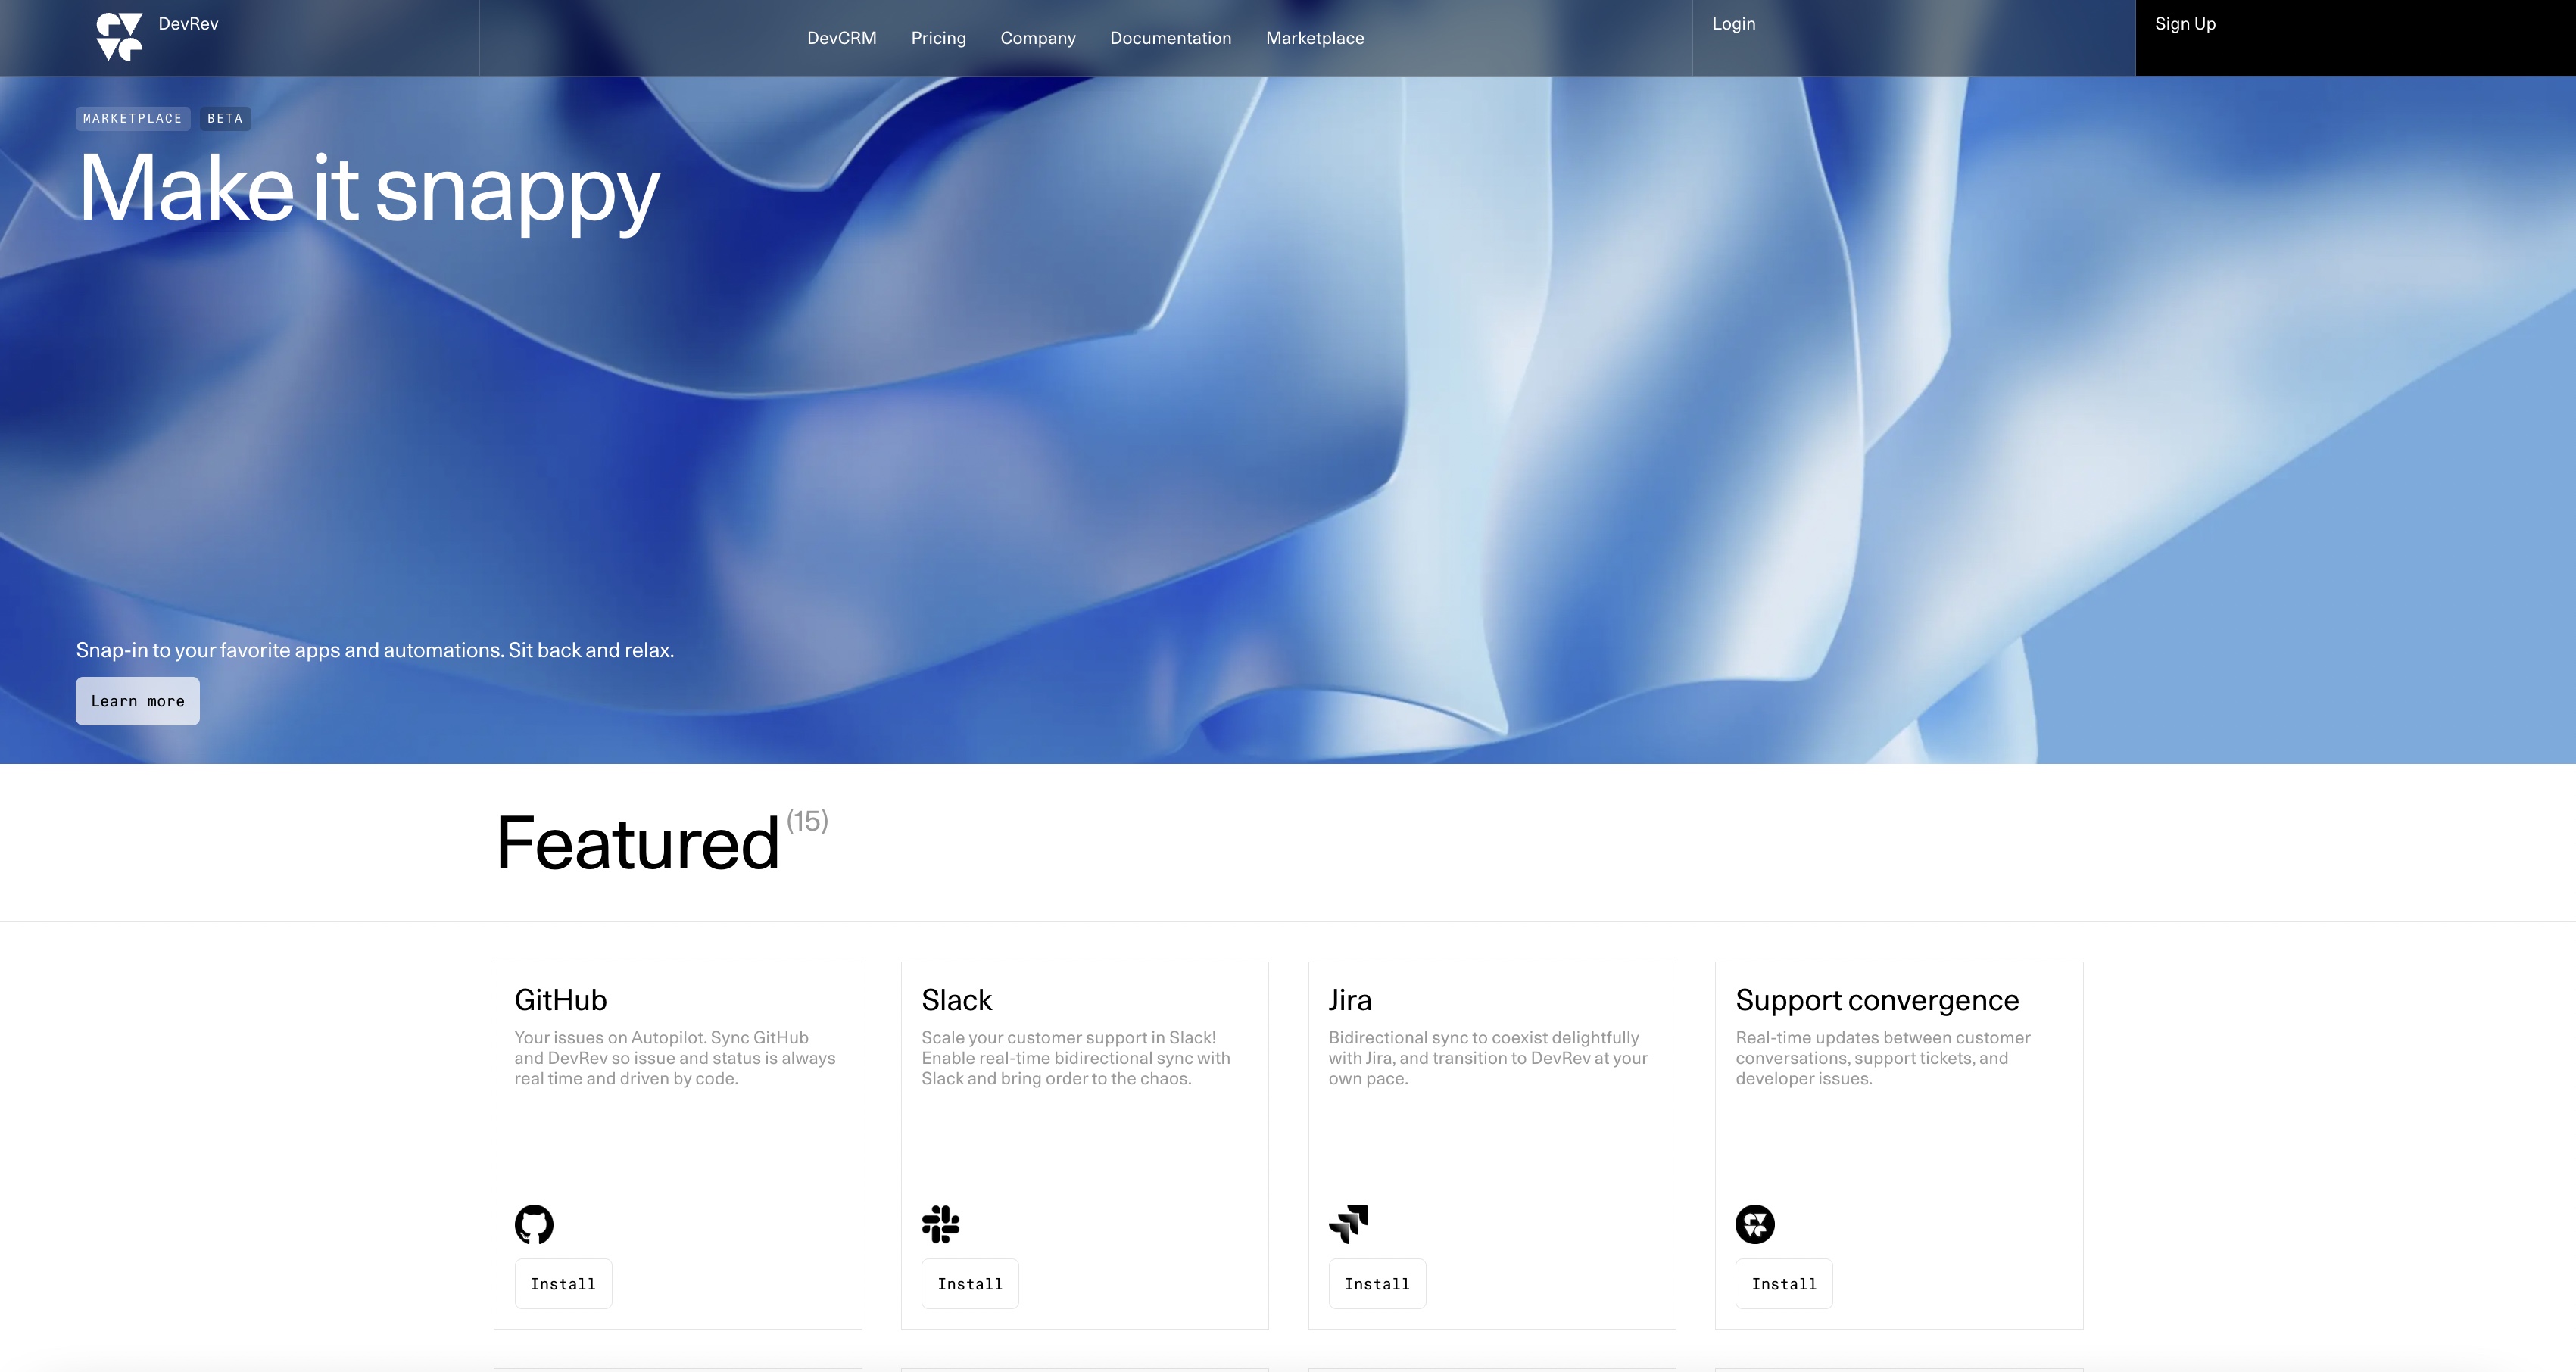 DevRev
DevCRM Pricing Company Documentation Marketplace
Login
Sign Up
MARKETPLACE BETA
Make it snappy
Snap-in to your favorite apps and automations. Sit back and relax.
Learn more
Featured (15)
GitHub
Your issues on Autopilot. Sync GitHub
and DevRev so issue and status is always
real time and driven by code.
Install
Slack
Scale your customer support in Slack!
Enable real-time bidirectional sync with
Slack and bring order to the chaos.
Install
Jira
Bidirectional sync to coexist delightfully
with Jira, and transition to DevRev at your
own pace.
Install
Support convergence
Real-time updates between customer
conversations, support tickets, and
developer issues.
Install